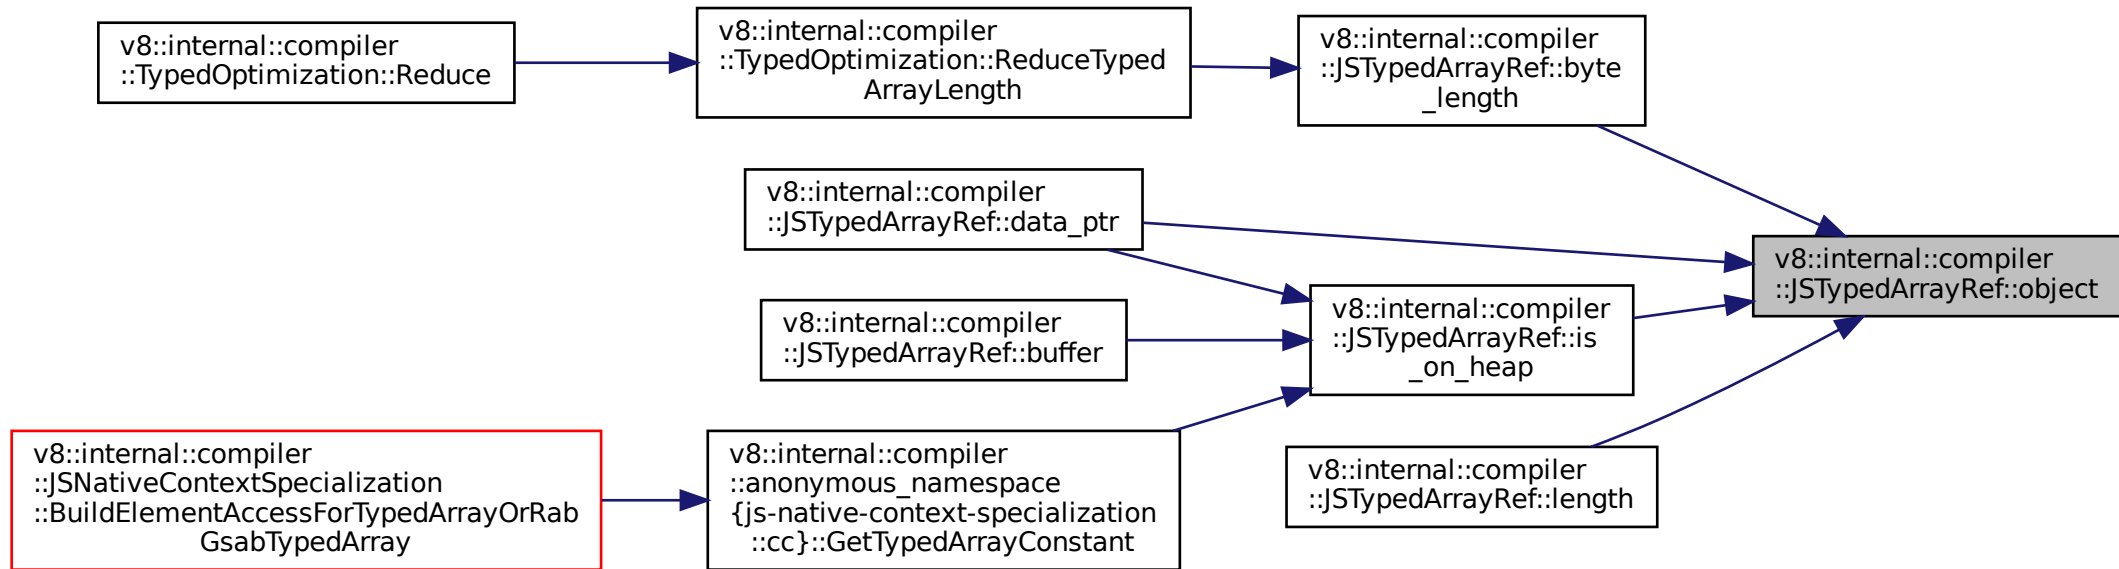 v8::internal::compiler
::TypedOptimization::Reduce
v8::internal::compiler
::TypedOptimization::ReduceTyped
ArrayLength
v8::internal::compiler
::JSTypedArrayRef::byte
_length
v8::internal::compiler
::JSTypedArrayRef::data_ptr
v8::internal::compiler
::JSTypedArrayRef::object
v8::internal::compiler
::JSTypedArrayRef::buffer
v8::internal::compiler
::JSTypedArrayRef::is
_on_heap
v8::internal::compiler
::JSNativeContextSpecialization
::BuildElementAccessForTypedArrayOrRab
GsabTypedArray
v8::internal::compiler
::anonymous_namespace
{js-native-context-specialization
::cc}::GetTypedArrayConstant
v8::internal::compiler
::JSTypedArrayRef::length